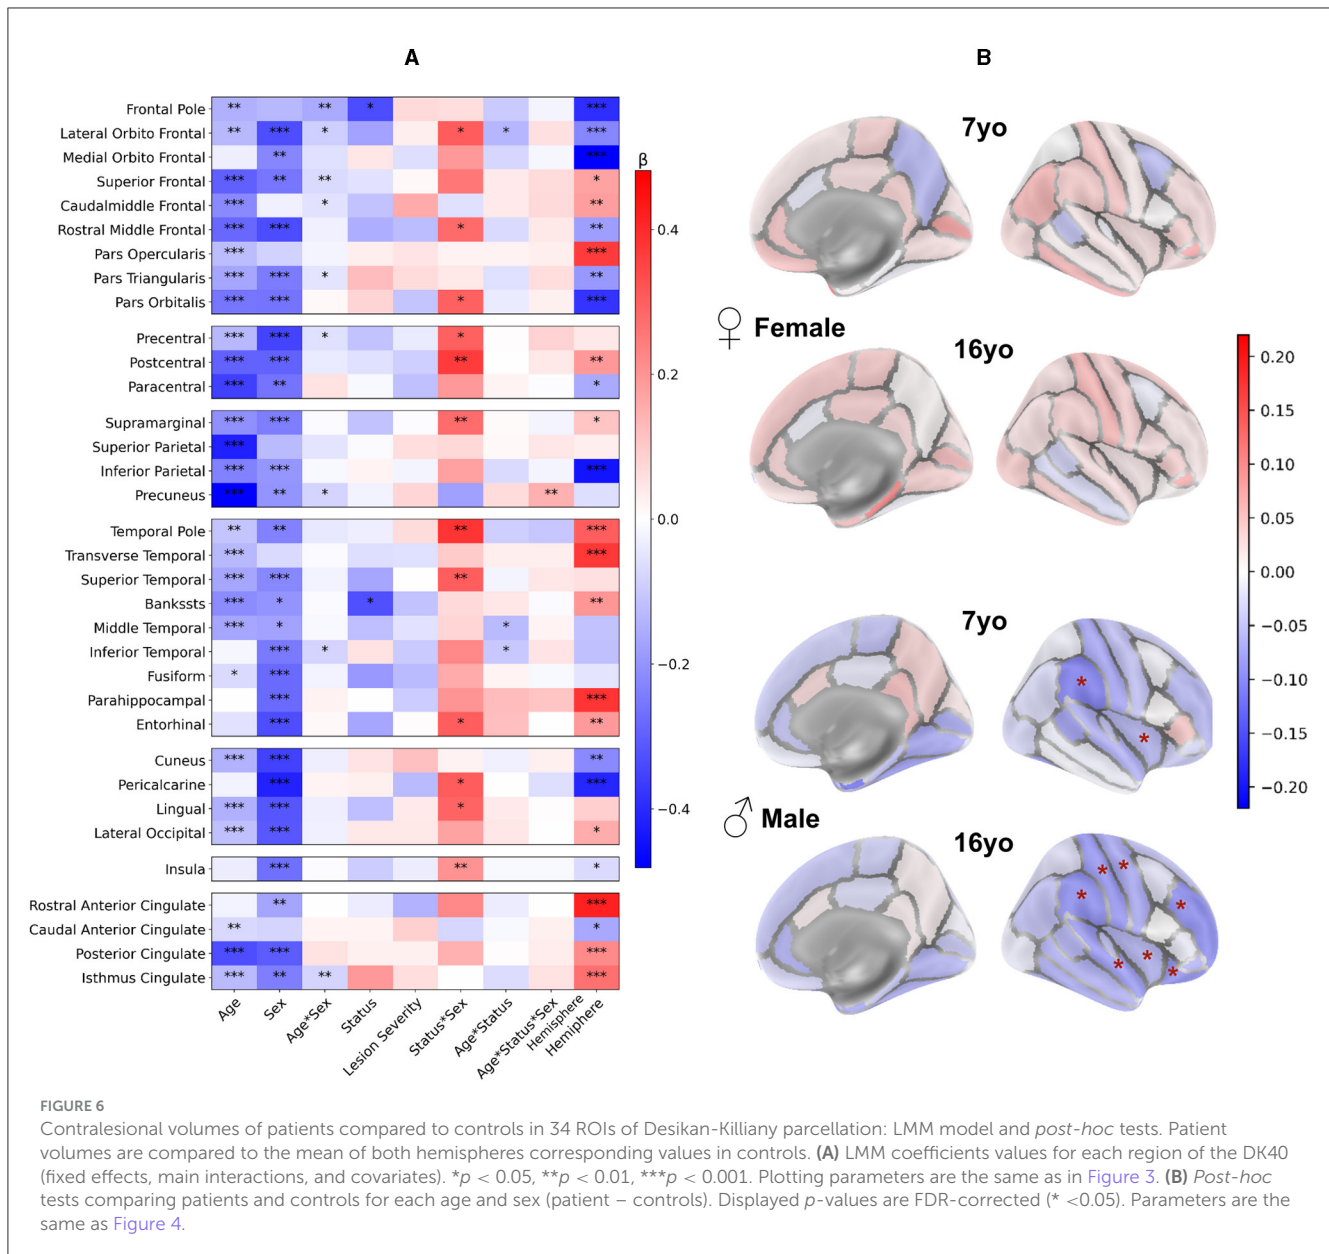 A
B
Frontal Pole ** ** * ***
Lateral Orbito Frontal ** *** * * * ***
Medial Orbito Frontal ** ***
Superior Frontal *** ** ** *
Caudalmiddle Frontal *** * **
Rostral Middle Frontal *** *** * **
Pars Opercularis *** ***
Pars Triangularis *** *** * **
Pars Orbitalis *** *** * ***
Precentral *** *** * *
Postcentral *** *** ** **
Paracentral *** ** *
Supramarginal *** *** ** *
Superior Parietal ***
Inferior Parietal *** *** ***
Precuneus *** ** * **
Temporal Pole ** ** ** ***
Transverse Temporal *** ***
Superior Temporal *** *** **
Bankssts *** * * **
Middle Temporal *** * *
Inferior Temporal *** * *
Fusiform * ***
Parahippocampal *** ***
Entorhinal *** * **
Cuneus *** *** **
Pericalcarine *** * ***
Lingual *** *** *
Lateral Occipital *** *** *
Insula *** ** *
Rostral Anterior Cingulate ** ***
Caudal Anterior Cingulate ** *
Posterior Cingulate *** *** ***
Isthmus Cingulate *** ** ** ***
Age
Sex
Age*Sex
Status
Lesion Severity
Status*Sex
Age*Status
Age*Status*Sex
Hemisphere
Hemiphere
β
0.4
0.2
0.0
−0.2
−0.4
7yo
♀ Female
16yo
7yo
* *
♂ Male
16yo
* * * * * * *
0.20
0.15
0.10
0.05
0.00
−0.05
−0.10
−0.15
−0.20
FIGURE 6
Contralesional volumes of patients compared to controls in 34 ROIs of Desikan-Killiany parcellation: LMM model and post-hoc tests. Patient
volumes are compared to the mean of both hemispheres corresponding values in controls. (A) LMM coefficients values for each region of the DK40
(fixed effects, main interactions, and covariates). *p < 0.05, **p < 0.01, ***p < 0.001. Plotting parameters are the same as in Figure 3. (B) Post-hoc
tests comparing patients and controls for each age and sex (patient – controls). Displayed p-values are FDR-corrected (* <0.05). Parameters are the
same as Figure 4.